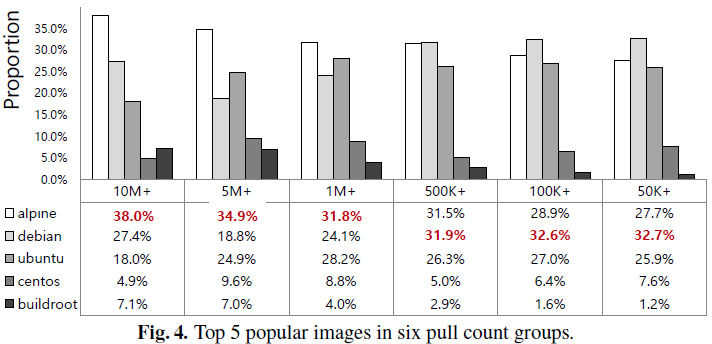 Proportion
35.0%
30.0%
25.0%
20.0%
15.0%
10.0%
5.0%
0.0%
10M+ 5M+ 1M+ 500K+ 100K+ 50K+
alpine 38.0% 34.9% 31.8% 31.5% 28.9% 27.7%
debian 27.4% 18.8% 24.1% 31.9% 32.6% 32.7%
ubuntu 18.0% 24.9% 28.2% 26.3% 27.0% 25.9%
centos 4.9% 9.6% 8.8% 5.0% 6.4% 7.6%
buildroot 7.1% 7.0% 4.0% 2.9% 1.6% 1.2%
Fig. 4. Top 5 popular images in six pull count groups.